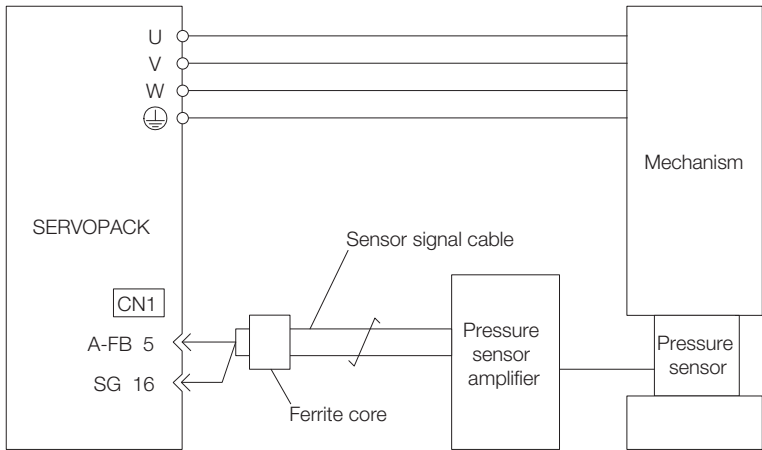 U
V
W
Mechanism
SERVOPACK
Sensor signal cable
CN1
A-FB 5
SG 16
Ferrite core
Pressure
sensor
amplifier
Pressure
sensor